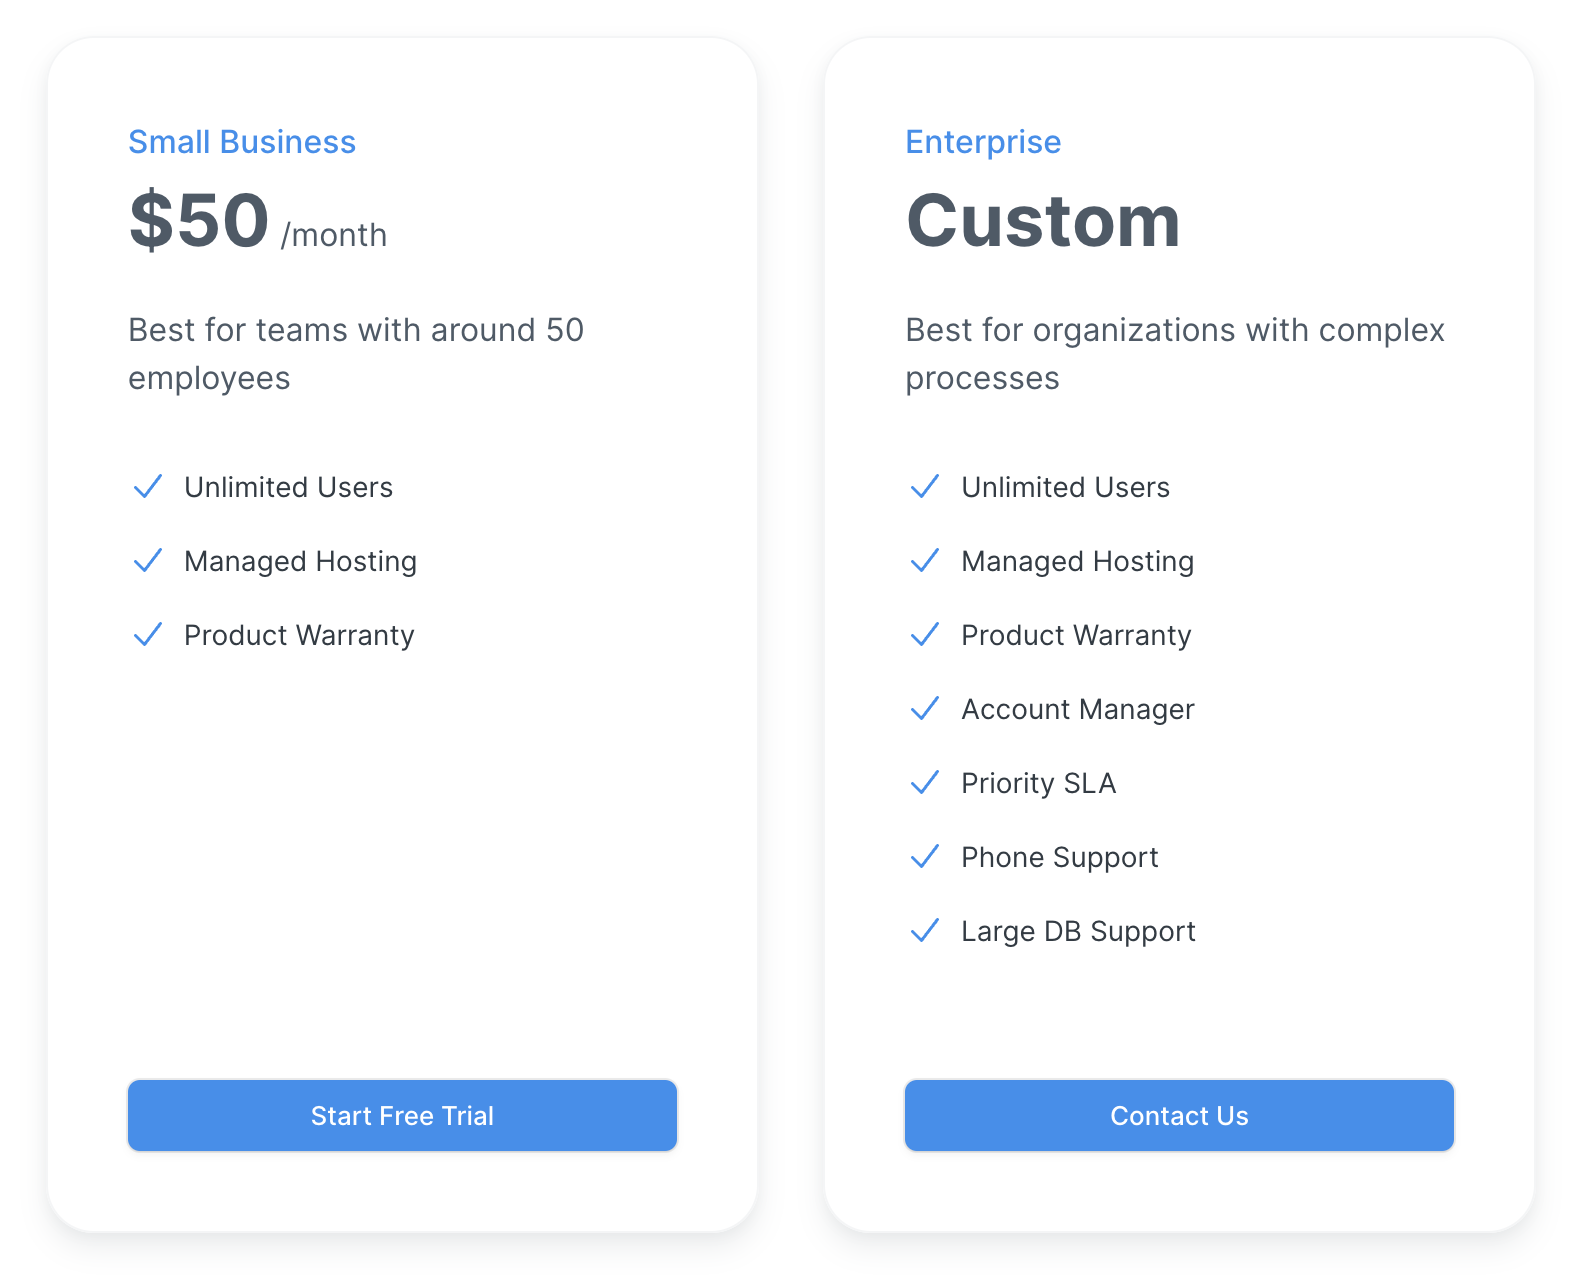 Small Business
$50 /month
Best for teams with around 50
employees
Unlimited Users
Managed Hosting
Product Warranty
Start Free Trial
Enterprise
Custom
Best for organizations with complex
processes
Unlimited Users
Managed Hosting
Product Warranty
Account Manager
Priority SLA
Phone Support
Large DB Support
Contact Us